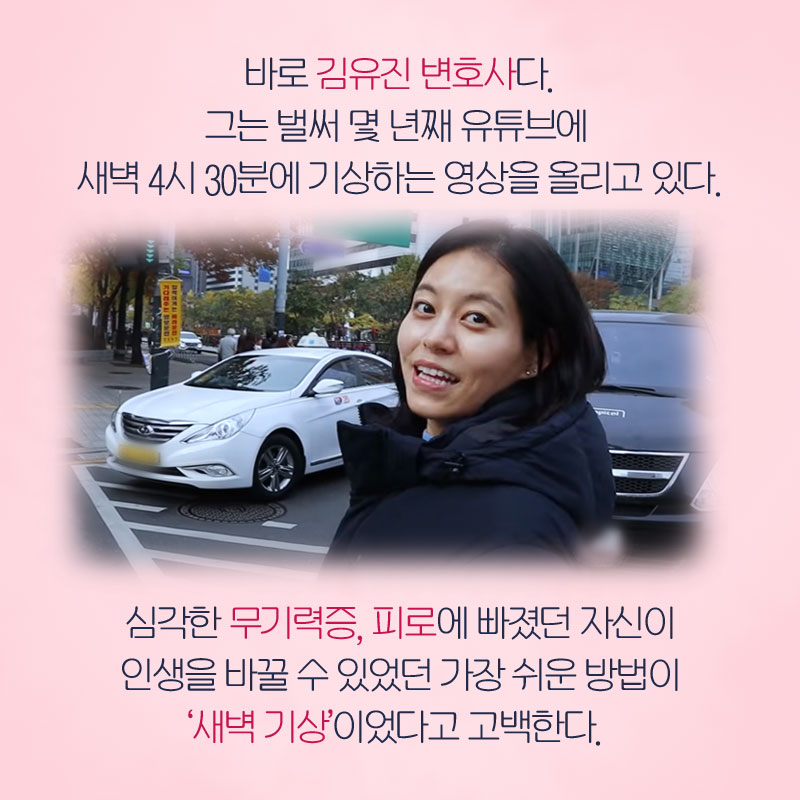 바로 김유진 변호사다.
그는 벌써 몇 년째 유튜브에
새벽 4시 30분에 기상하는 영상을 올리고 있다.
심각한 무기력증, 피로에 빠졌던 자신이
인생을 바꿀 수 있었던 가장 쉬운 방법이
‘새벽 기상’이었다고 고백한다.